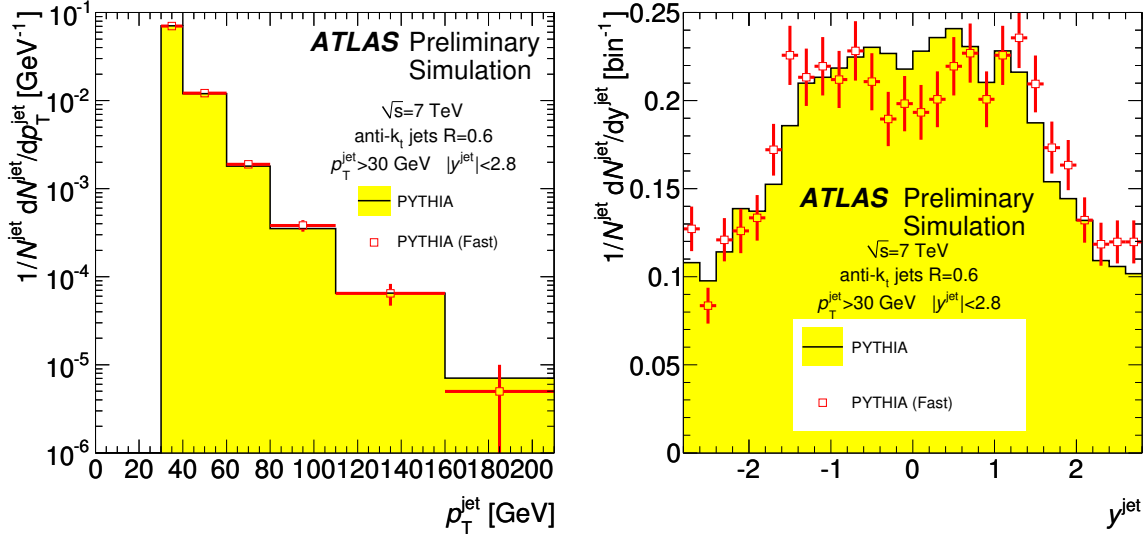 1/N^jet dN^jet/dp_T^jet [GeV^-1]
10^-1
10^-2
10^-3
10^-4
10^-5
10^-6
ATLAS Preliminary
Simulation
√s=7 TeV
anti-k_t jets R=0.6
p_T^jet>30 GeV |y^jet|<2.8
PYTHIA
PYTHIA (Fast)
0 20 40 60 80 100 120 140 160 180 200
p_T^jet [GeV]
1/N^jet dN^jet/dy^jet [bin^-1]
0.25
0.2
0.15
0.1
0.05
0
ATLAS Preliminary
Simulation
√s=7 TeV
anti-k_t jets R=0.6
p_T^jet>30 GeV |y^jet|<2.8
PYTHIA
PYTHIA (Fast)
-2 -1 0 1 2
y^jet